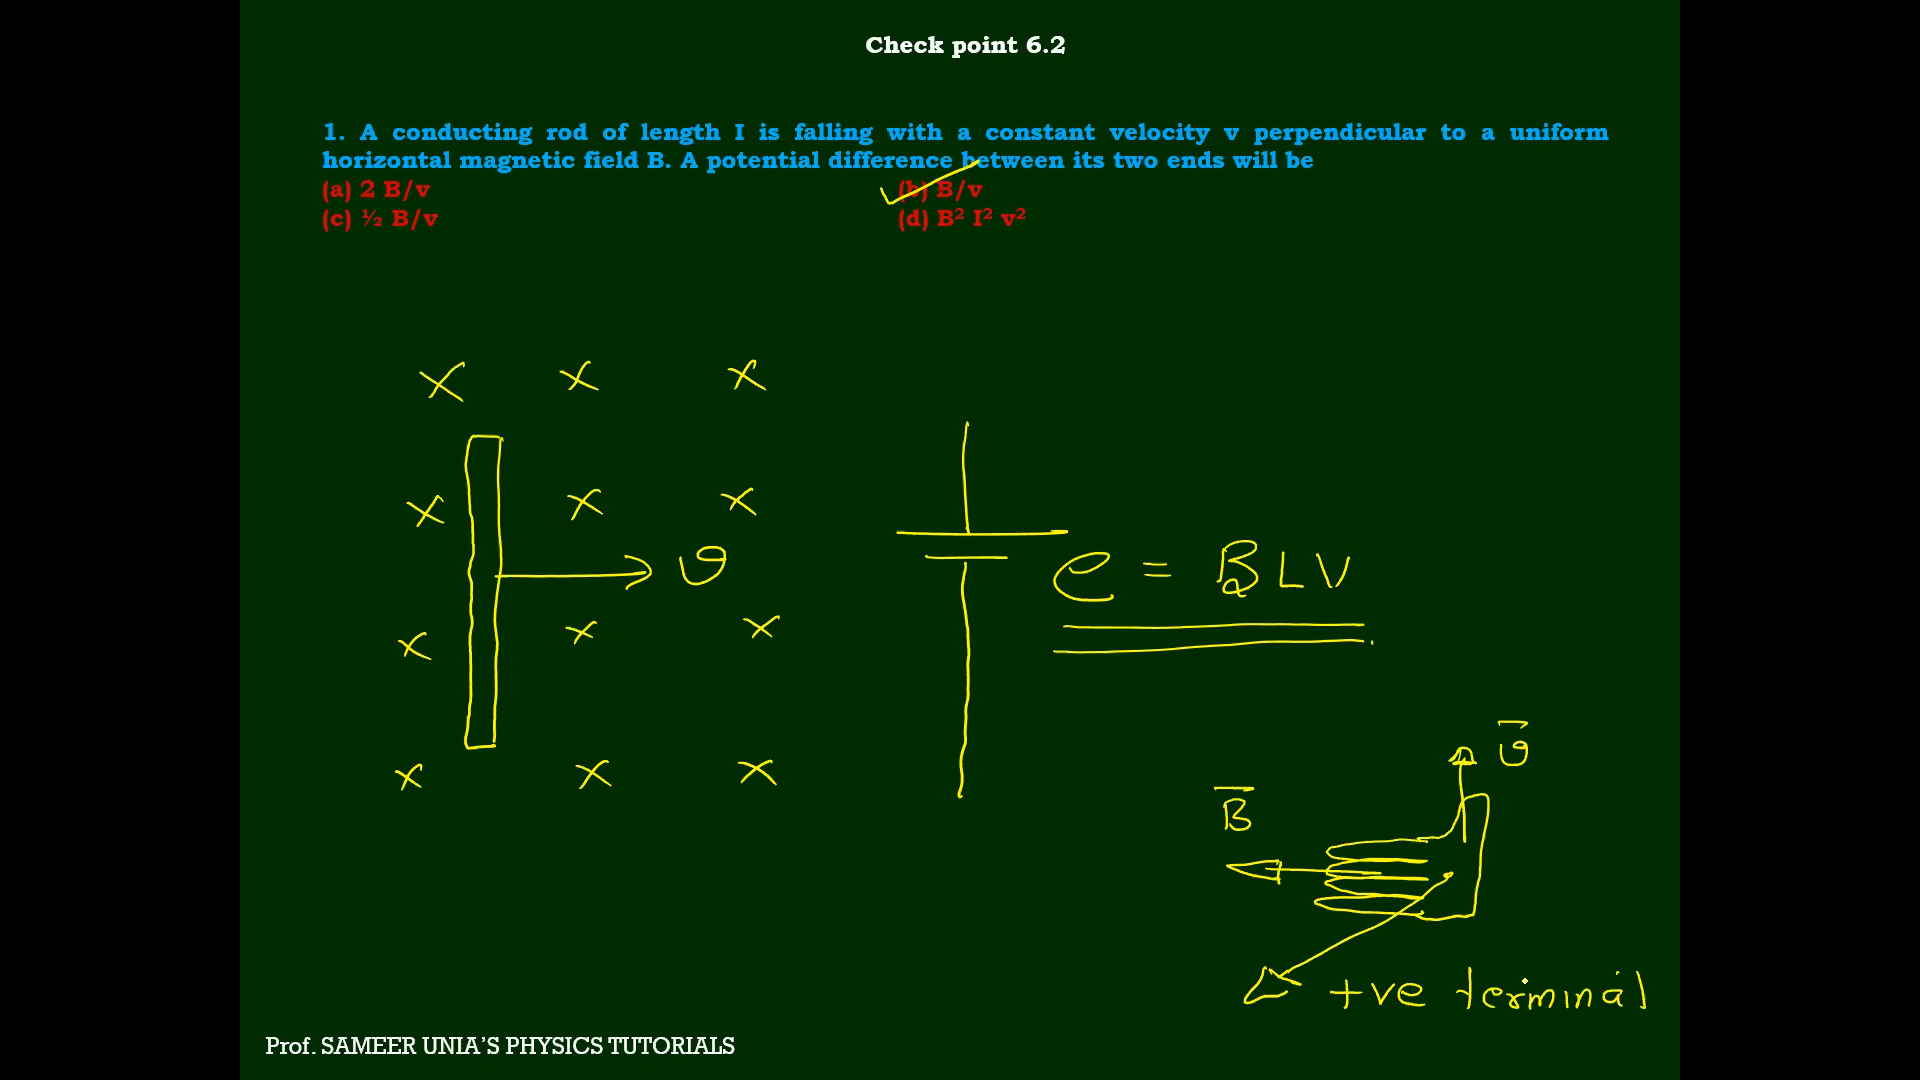 Check point 6.2
1. A conducting rod of length I is falling with a constant velocity v perpendicular to a uniform
horizontal magnetic field B. A potential difference between its two ends will be
(a) 2 B/v (b) B/v
(c) ½ B/v (d) B² I² v²
x x x
x x x
v
e = BLV
x x x
x x x
v
B
+ve terminal
Prof. SAMEER UNIA'S PHYSICS TUTORIALS